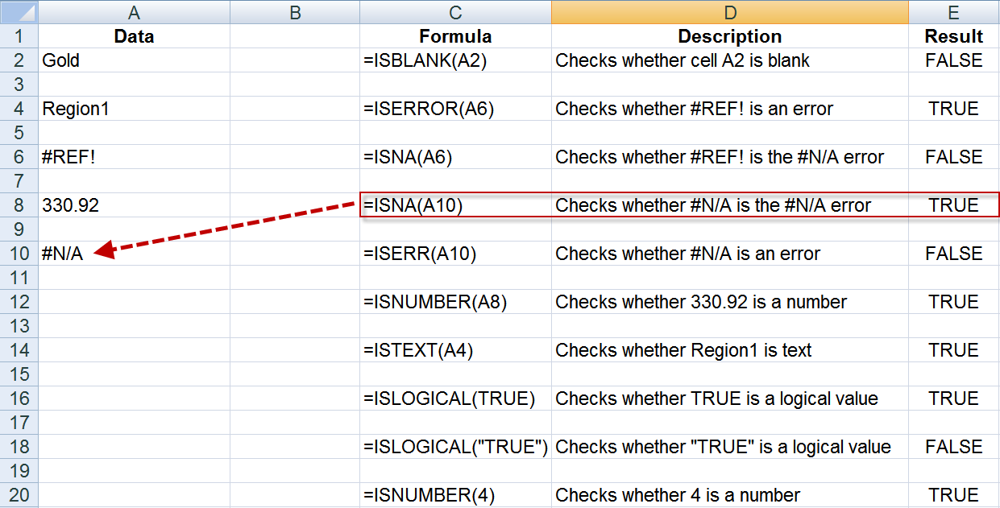 A B C D E
1 Data Formula Description Result
2 Gold =ISBLANK(A2) Checks whether cell A2 is blank FALSE
3
4 Region1 =ISERROR(A6) Checks whether #REF! is an error TRUE
5
6 #REF! =ISNA(A6) Checks whether #REF! is the #N/A error FALSE
7
8 330.92 =ISNA(A10) Checks whether #N/A is the #N/A error TRUE
9
10 #N/A =ISERR(A10) Checks whether #N/A is an error FALSE
11
12 =ISNUMBER(A8) Checks whether 330.92 is a number TRUE
13
14 =ISTEXT(A4) Checks whether Region1 is text TRUE
15
16 =ISLOGICAL(TRUE) Checks whether TRUE is a logical value TRUE
17
18 =ISLOGICAL("TRUE") Checks whether "TRUE" is a logical value FALSE
19
20 =ISNUMBER(4) Checks whether 4 is a number TRUE